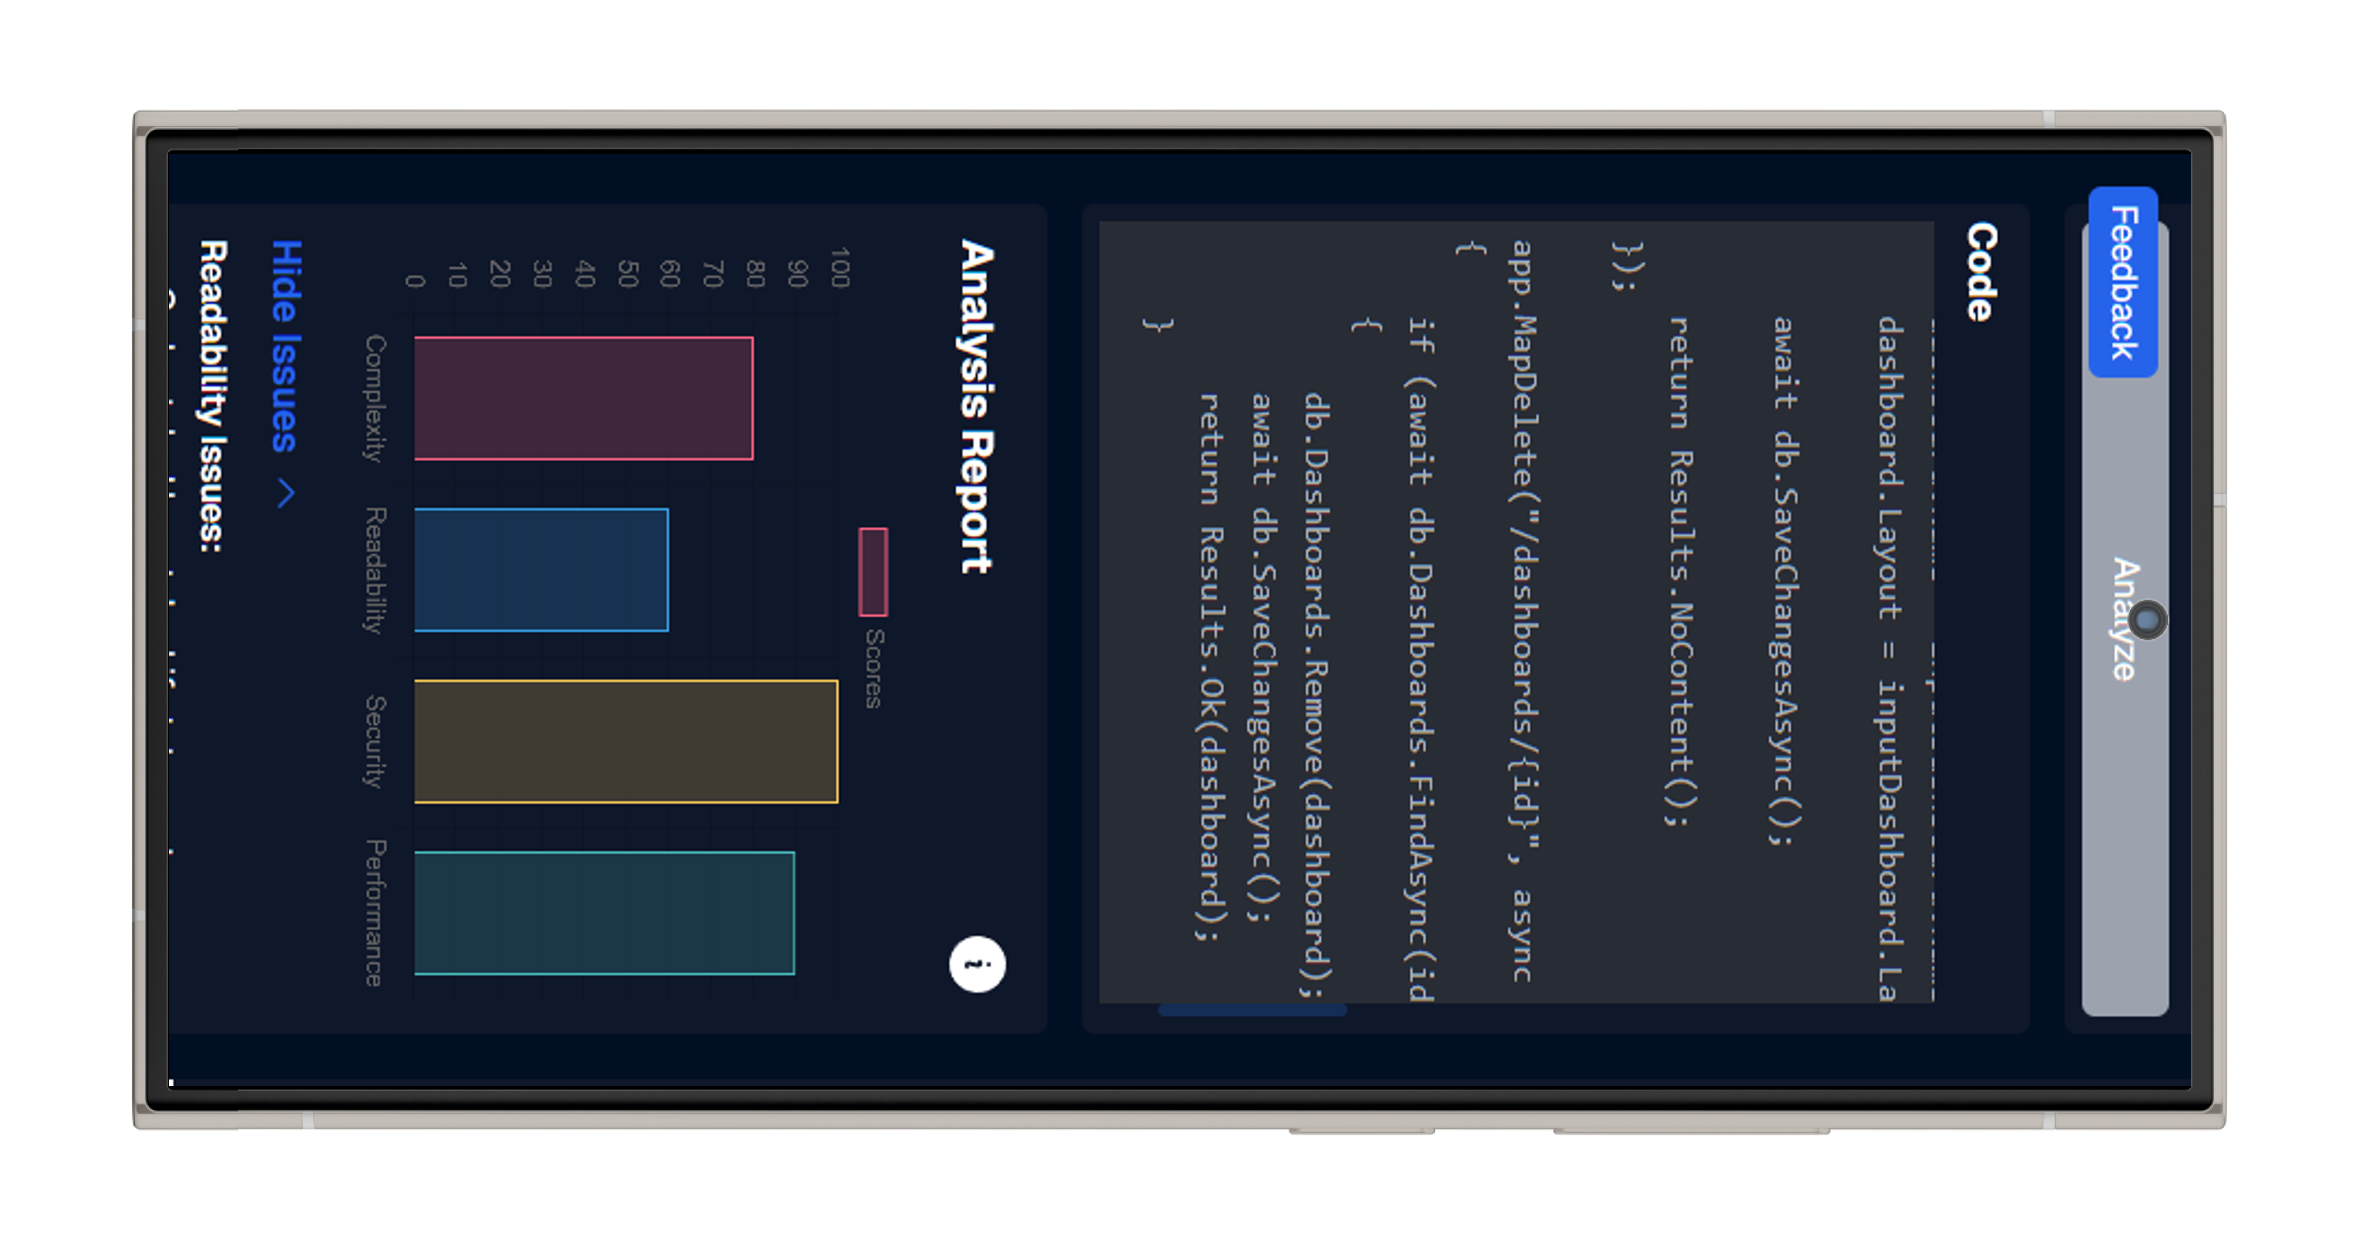 Feedback
Analyze
Code
dashboard.Layout = inputDashboard.La
await db.SaveChangesAsync();
return Results.NoContent();
});
app.MapDelete("/dashboards/{id}", async
{
if (await db.Dashboards.FindAsync(id
{
db.Dashboards.Remove(dashboard);
await db.SaveChangesAsync();
return Results.Ok(dashboard);
}
Analysis Report
i
Scores
100
90
80
70
60
50
40
30
20
10
0
Complexity Readability Security Performance
Hide Issues
Readability Issues: